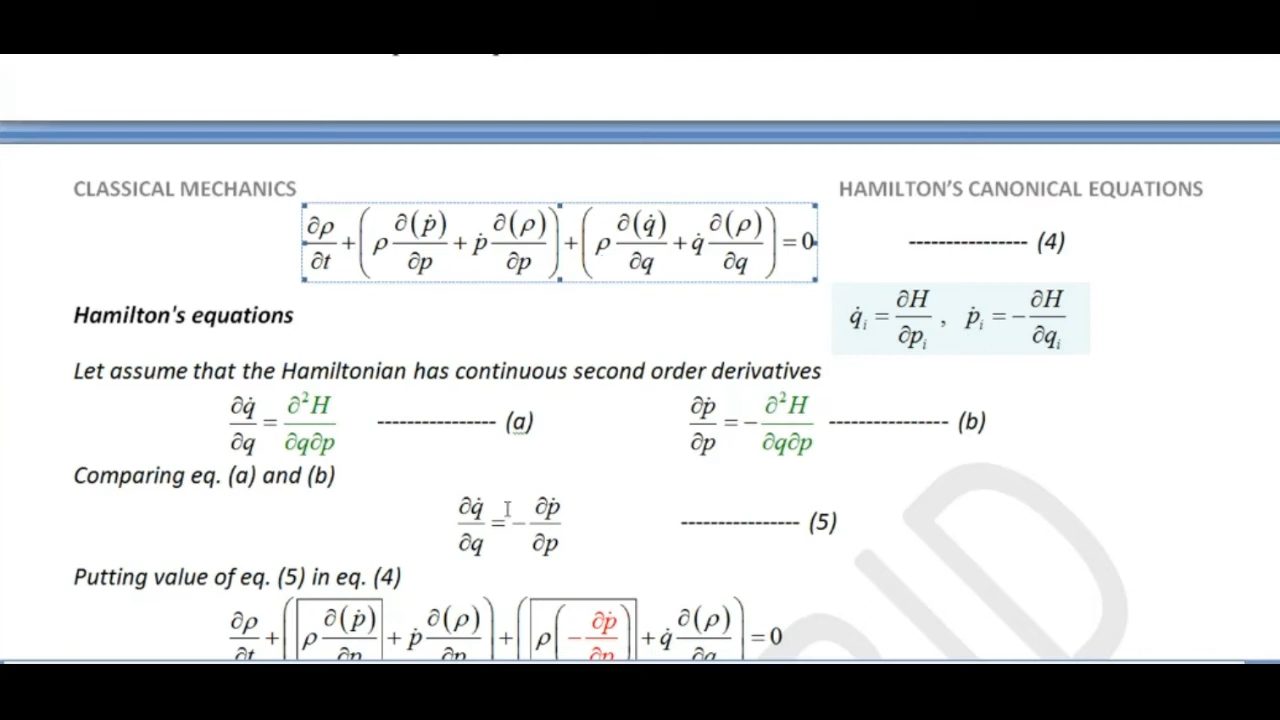 CLASSICAL MECHANICS HAMILTON'S CANONICAL EQUATIONS
∂ρ/∂t + (ρ ∂(ṗ)/∂p + ṗ ∂(ρ)/∂p) + (ρ ∂(q̇)/∂q + q̇ ∂(ρ)/∂q) = 0 ---------------- (4)
Hamilton's equations q̇ᵢ = ∂H/∂pᵢ , ṗᵢ = −∂H/∂qᵢ
Let assume that the Hamiltonian has continuous second order derivatives
∂q̇/∂q = ∂²H/∂q∂p ---------------- (a) ∂ṗ/∂p = −∂²H/∂q∂p ---------------- (b)
Comparing eq. (a) and (b)
∂q̇/∂q = −∂ṗ/∂p ---------------- (5)
Putting value of eq. (5) in eq. (4)
∂ρ/∂t + (ρ ∂(ṗ)/∂p + ṗ ∂(ρ)/∂p) + (ρ(−∂ṗ/∂p) + q̇ ∂(ρ)/∂q) = 0